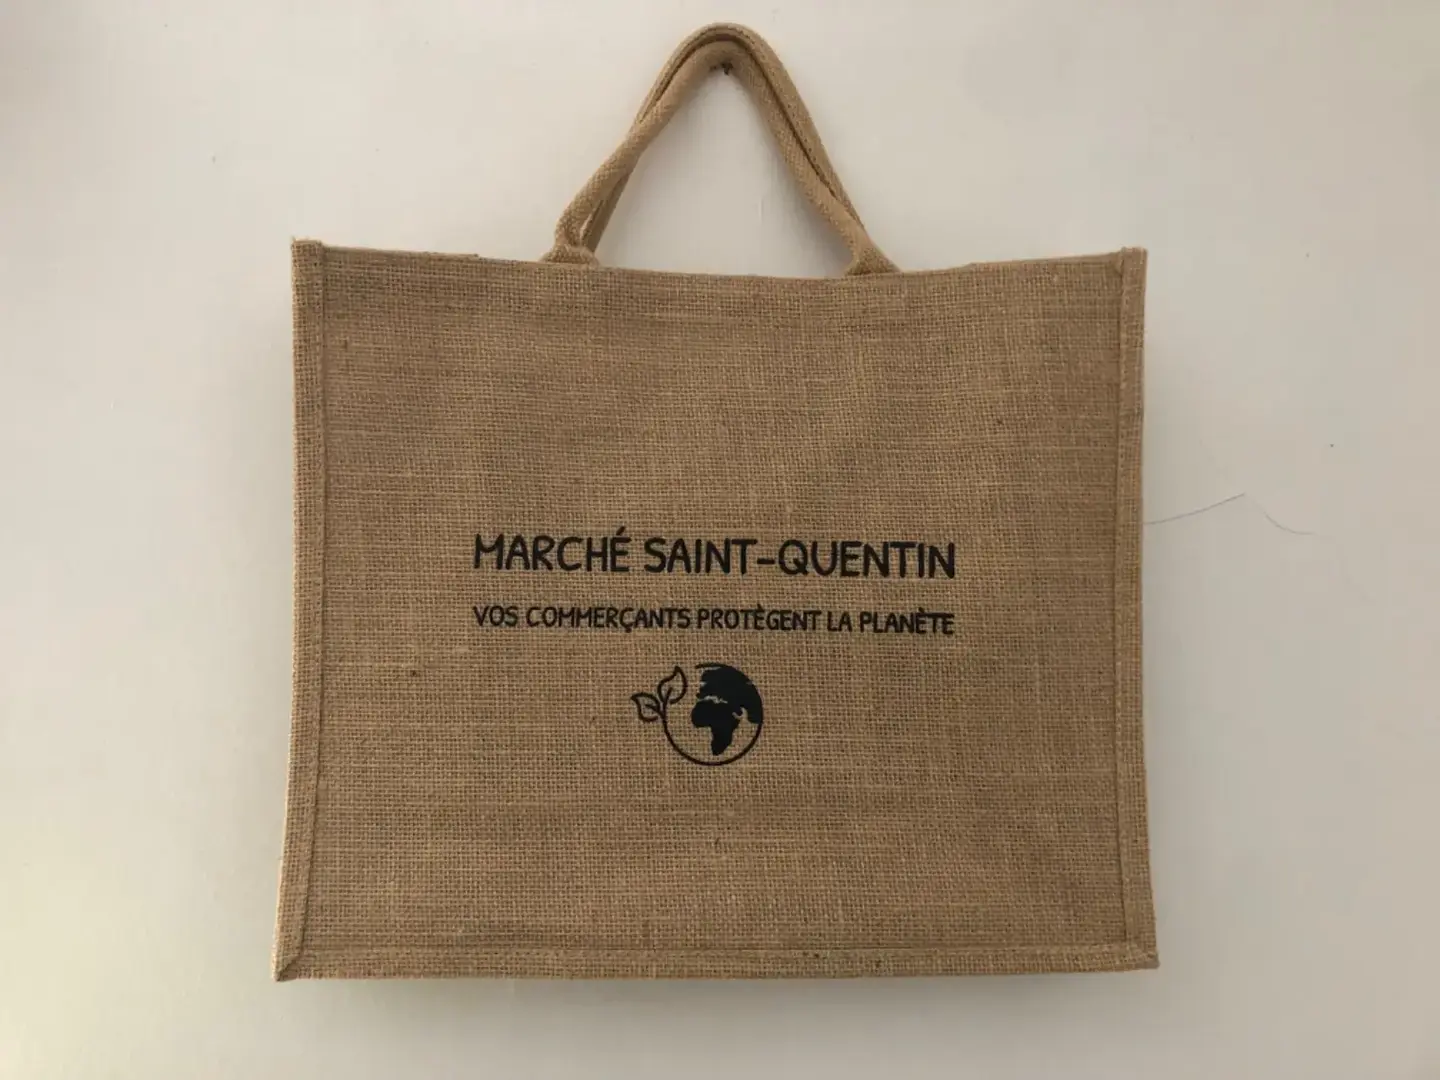 MARCHÉ SAINT-QUENTIN
VOS COMMERÇANTS PROTÈGENT LA PLANÈTE